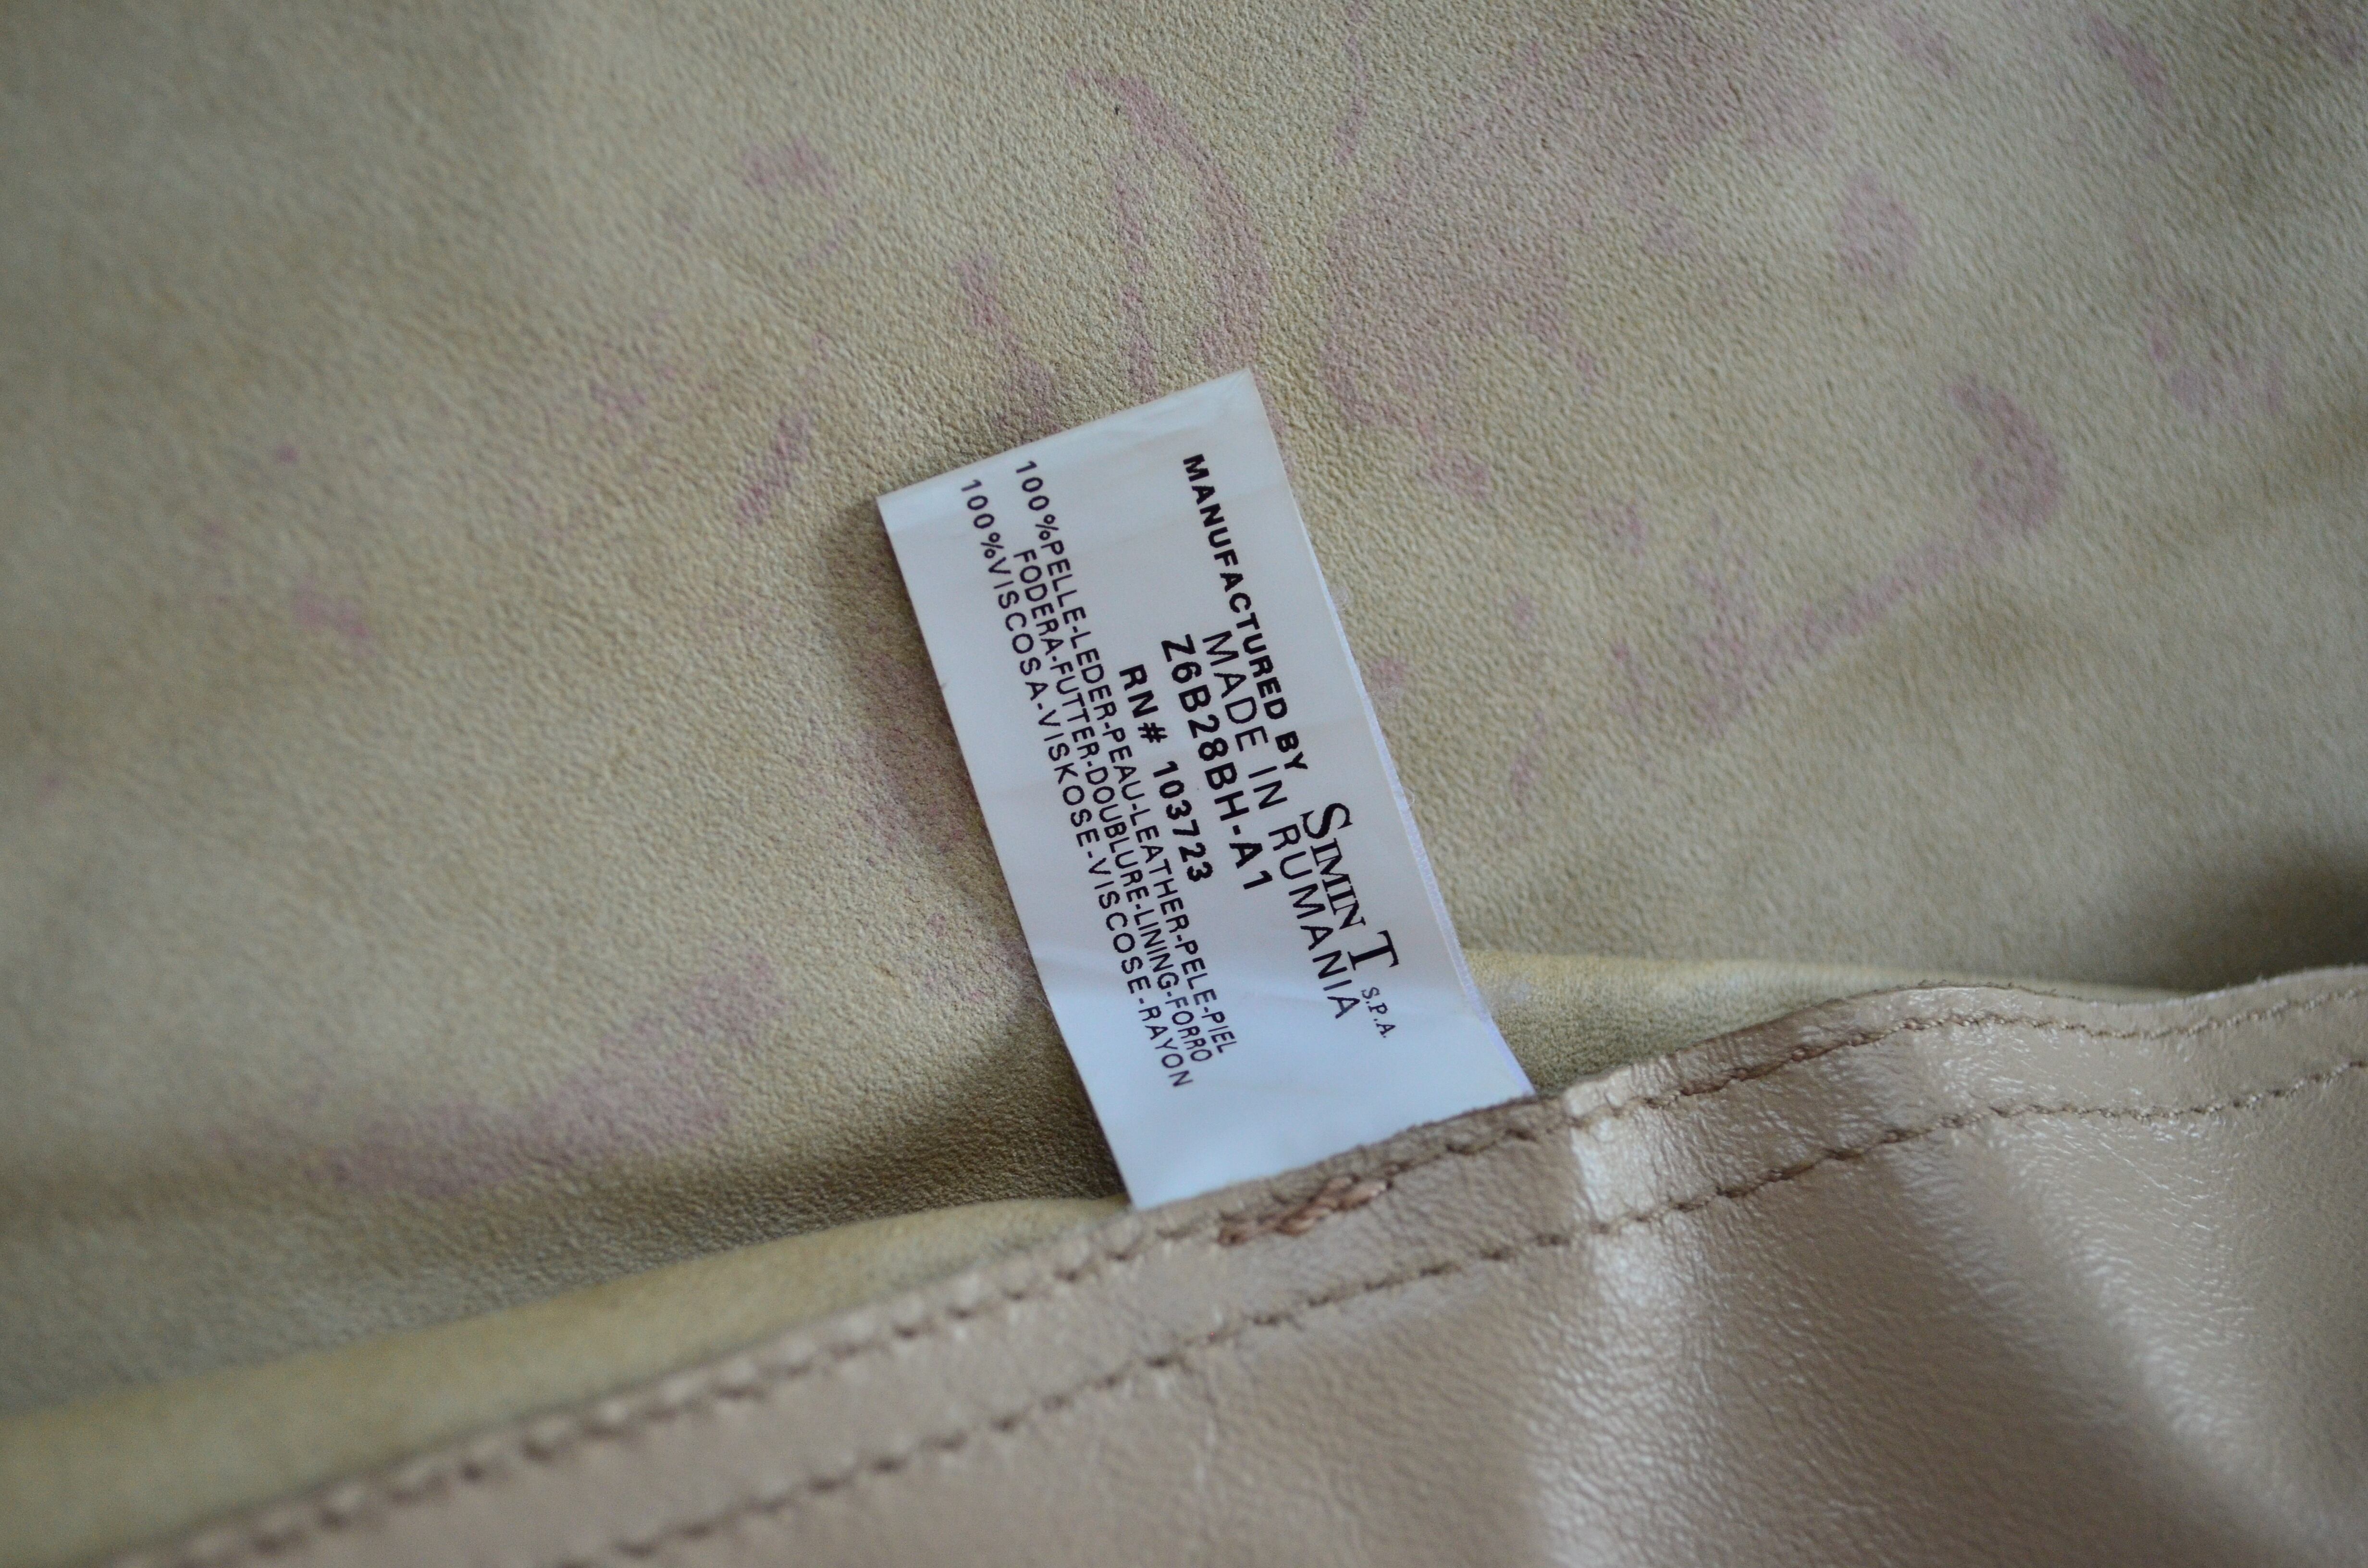 MANUFACTURED BY SIMINT S.P.A.
MADE IN RUMANIA
Z6B28BH-A1
RN# 103723
100%PELLE-LEDER-PEAU-LEATHER-PELE-PIEL
FODERA-FUTTER-DOUBLURE-LINING-FORRO
100%VISCOSA-VISKOSE-VISCOSE-RAYON